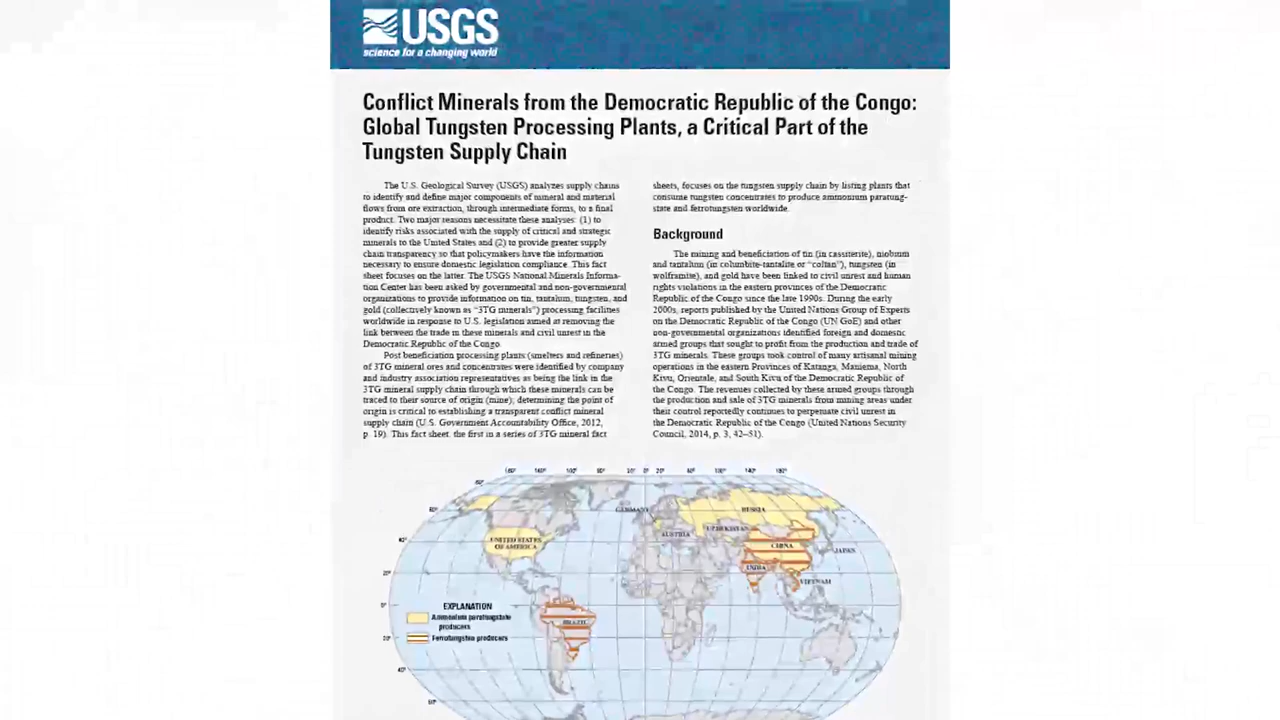 USGS
science for a changing world
Conflict Minerals from the Democratic Republic of the Congo:
Global Tungsten Processing Plants, a Critical Part of the
Tungsten Supply Chain
The U.S. Geological Survey (USGS) analyzes supply chains
to identify and define major components of mineral and material
flows from ore extraction, through intermediate forms, to a final
product. Two major reasons necessitate these analyses: (1) to
identify risks associated with the supply of critical and strategic
minerals to the United States and (2) to provide greater supply
chain transparency so that policymakers have the information
necessary to ensure domestic legislation compliance. This fact
sheet focuses on the latter. The USGS National Minerals Informa-
tion Center has been asked by governmental and non-governmental
organizations to provide information on tin, tantalum, tungsten, and
gold (collectively known as "3TG minerals") processing facilities
worldwide in response to U.S. legislation aimed at removing the
link between the trade in these minerals and civil unrest in the
Democratic Republic of the Congo.
Post beneficiation processing plants (smelters and refineries)
of 3TG mineral ores and concentrates were identified by company
and industry association representatives as being the link in the
3TG mineral supply chain through which these minerals can be
traced to their source of origin (mine); determining the point of
origin is critical to establishing a transparent conflict mineral
supply chain (U.S. Government Accountability Office, 2012,
p. 19). This fact sheet, the first in a series of 3TG mineral fact
sheets, focuses on the tungsten supply chain by listing plants that
consume tungsten concentrates to produce ammonium paratung-
state and ferrotungsten worldwide.
Background
The mining and beneficiation of tin (in cassiterite), niobium
and tantalum (in columbite-tantalite or "coltan"), tungsten (in
wolframite), and gold have been linked to civil unrest and human
rights violations in the eastern provinces of the Democratic
Republic of the Congo since the late 1990s. During the early
2000s, reports published by the United Nations Group of Experts
on the Democratic Republic of the Congo (UN GoE) and other
non-governmental organizations identified foreign and domestic
armed groups that sought to profit from the production and trade of
3TG minerals. These groups took control of many artisanal mining
operations in the eastern Provinces of Katanga, Maniema, North
Kivu, Orientale, and South Kivu of the Democratic Republic of
the Congo. The revenues collected by these armed groups through
the production and sale of 3TG minerals from mining areas under
their control reportedly continues to perpetuate civil unrest in
the Democratic Republic of the Congo (United Nations Security
Council, 2014, p. 3, 42–51).
160° 140° 100° 60° 20° 0° 20° 60° 100° 140° 180°
60°
GERMANY
RUSSIA
UZBEKISTAN
AUSTRIA
UNITED STATES
OF AMERICA
CHINA
JAPAN
INDIA
VIETNAM
40°
20°
0°
EXPLANATION
Ammonium paratungstate
producers
Ferrotungsten producers
BRAZIL
20°
40°